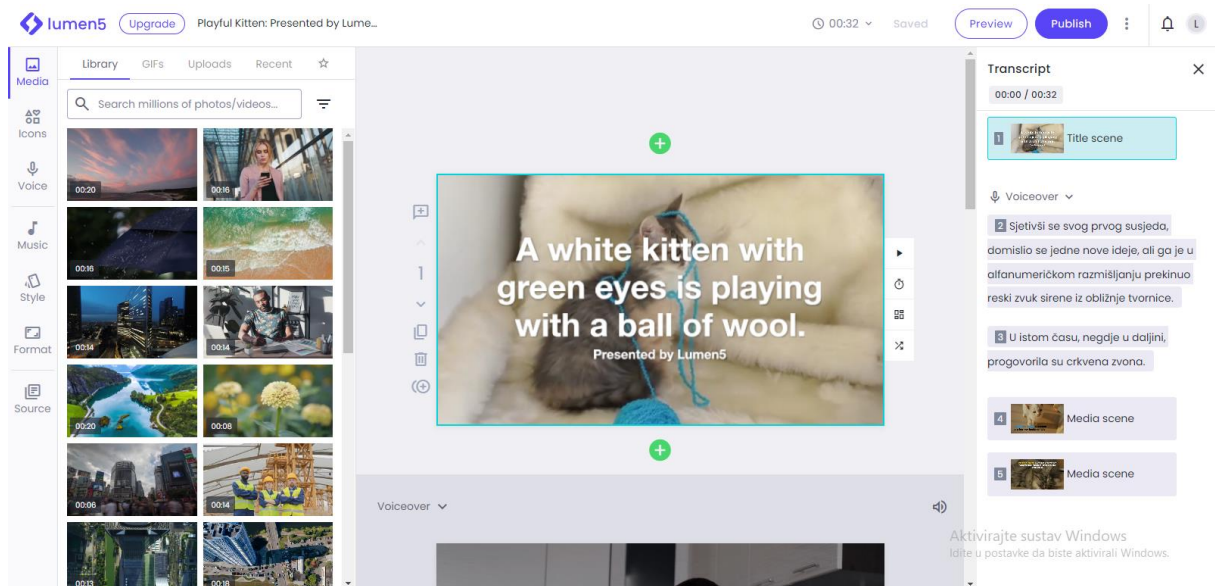 lumen5
Upgrade
Playful Kitten: Presented by Lume...
00:32
Saved
Preview
Publish
L
Media
Icons
Voice
Music
Style
Format
Source
Library GIFs Uploads Recent
Search millions of photos/videos...
00:20 00:16
00:16 00:15
00:14 00:14
00:20 00:08
00:06 00:14
00:13 00:18
1
A white kitten with
green eyes is playing
with a ball of wool.
Presented by Lumen5
Voiceover
Transcript
00:00 / 00:32
1 Title scene
Voiceover
2 Sjetivši se svog prvog susjeda,
domislio se jedne nove ideje, ali ga je u
alfanumeričkom razmišljanju prekinuo
reski zvuk sirene iz obližnje tvornice.
3 U istom času, negdje u daljini,
progovorila su crkvena zvona.
4 Media scene
5 Media scene
Aktivirajte sustav Windows
Idite u postavke da biste aktivirali Windows.